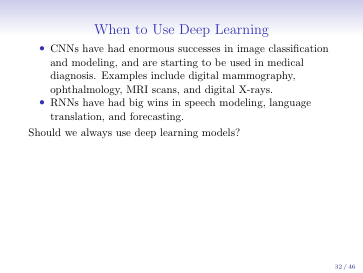 When to Use Deep Learning
• CNNs have had enormous successes in image classification
and modeling, and are starting to be used in medical
diagnosis. Examples include digital mammography,
ophthalmology, MRI scans, and digital X-rays.
• RNNs have had big wins in speech modeling, language
translation, and forecasting.
Should we always use deep learning models?
32 / 46